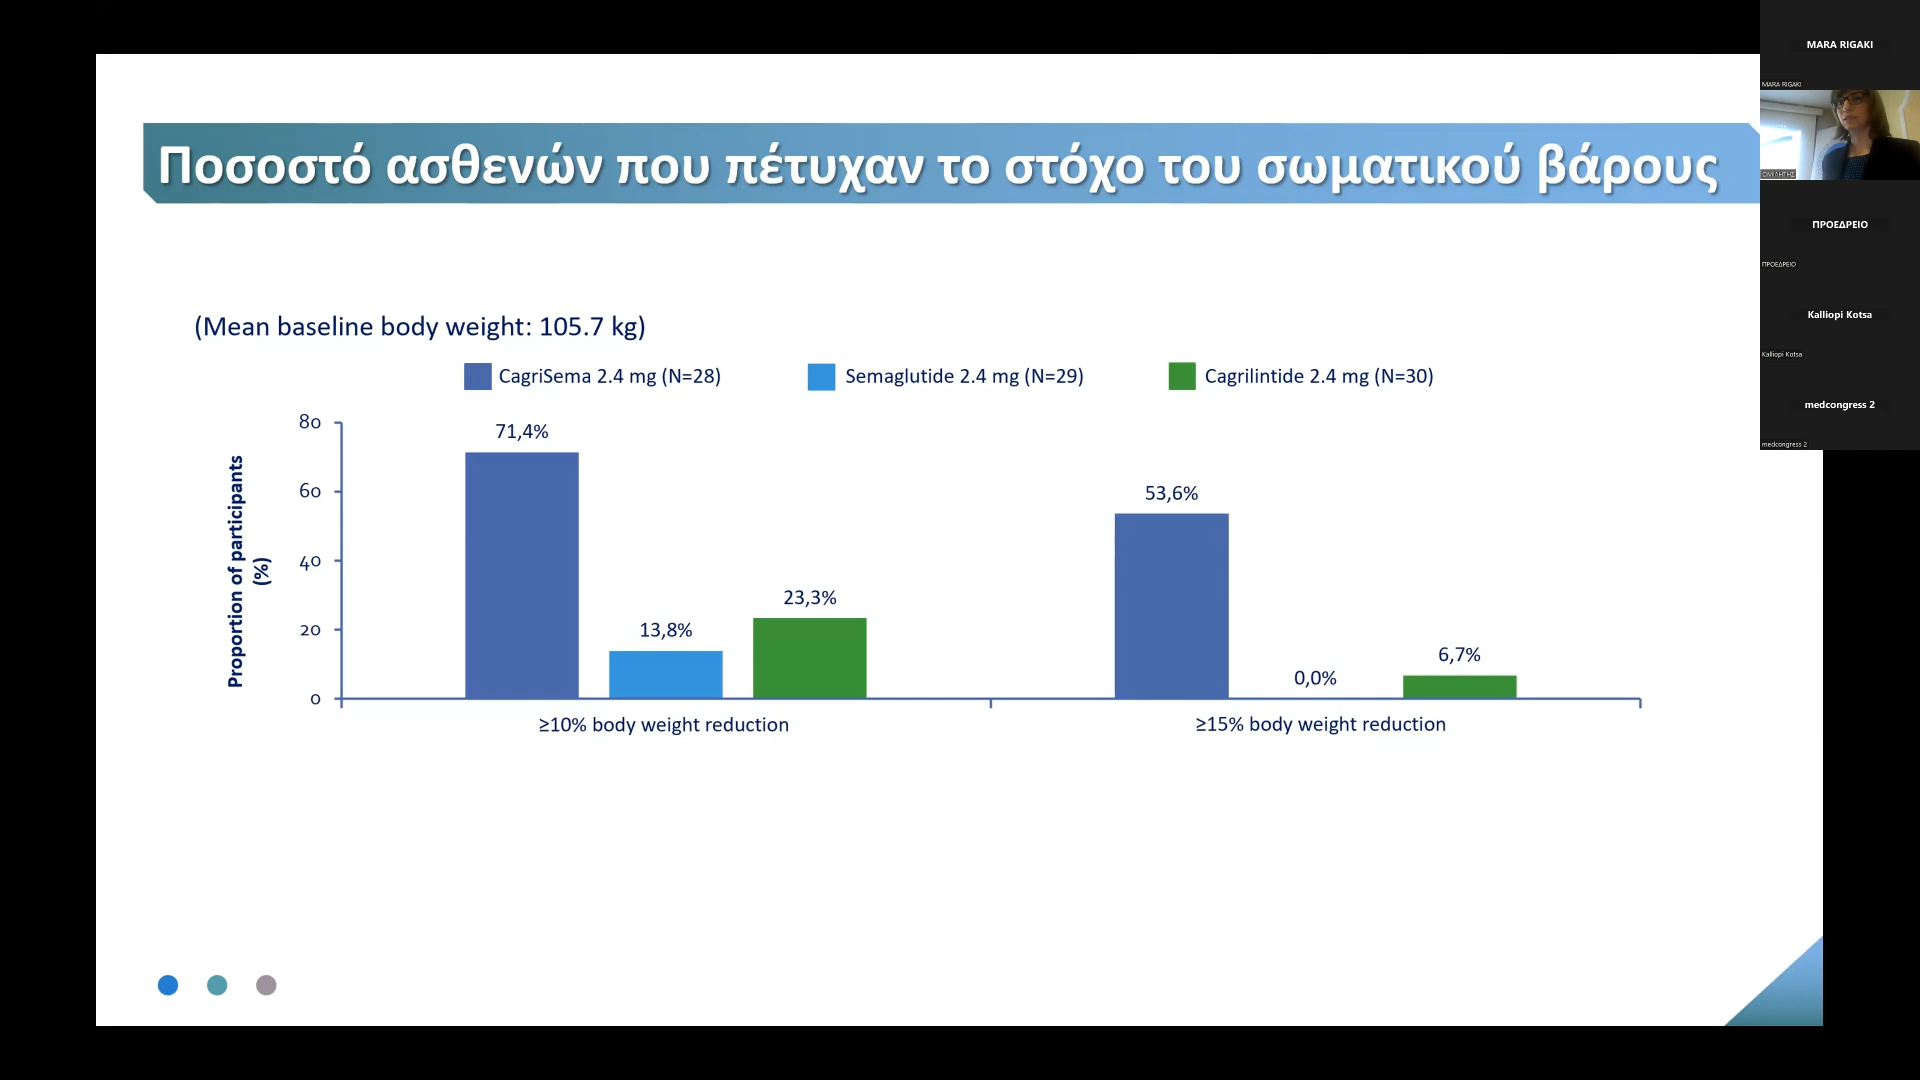 Ποσοστό ασθενών που πέτυχαν το στόχο του σωματικού βάρους
(Mean baseline body weight: 105.7 kg)
CagriSema 2.4 mg (N=28)
Semaglutide 2.4 mg (N=29)
Cagrilintide 2.4 mg (N=30)
Proportion of participants
(%)
80
60
40
20
0
71,4%
13,8%
23,3%
53,6%
0,0%
6,7%
≥10% body weight reduction
≥15% body weight reduction
MARA RIGAKI
MARA RIGAKI
ΟΜΙΛΗΤΗΣ
ΠΡΟΕΔΡΕΙΟ
ΠΡΟΕΔΡΕΙΟ
Kalliopi Kotsa
Kalliopi Kotsa
medcongress 2
medcongress 2